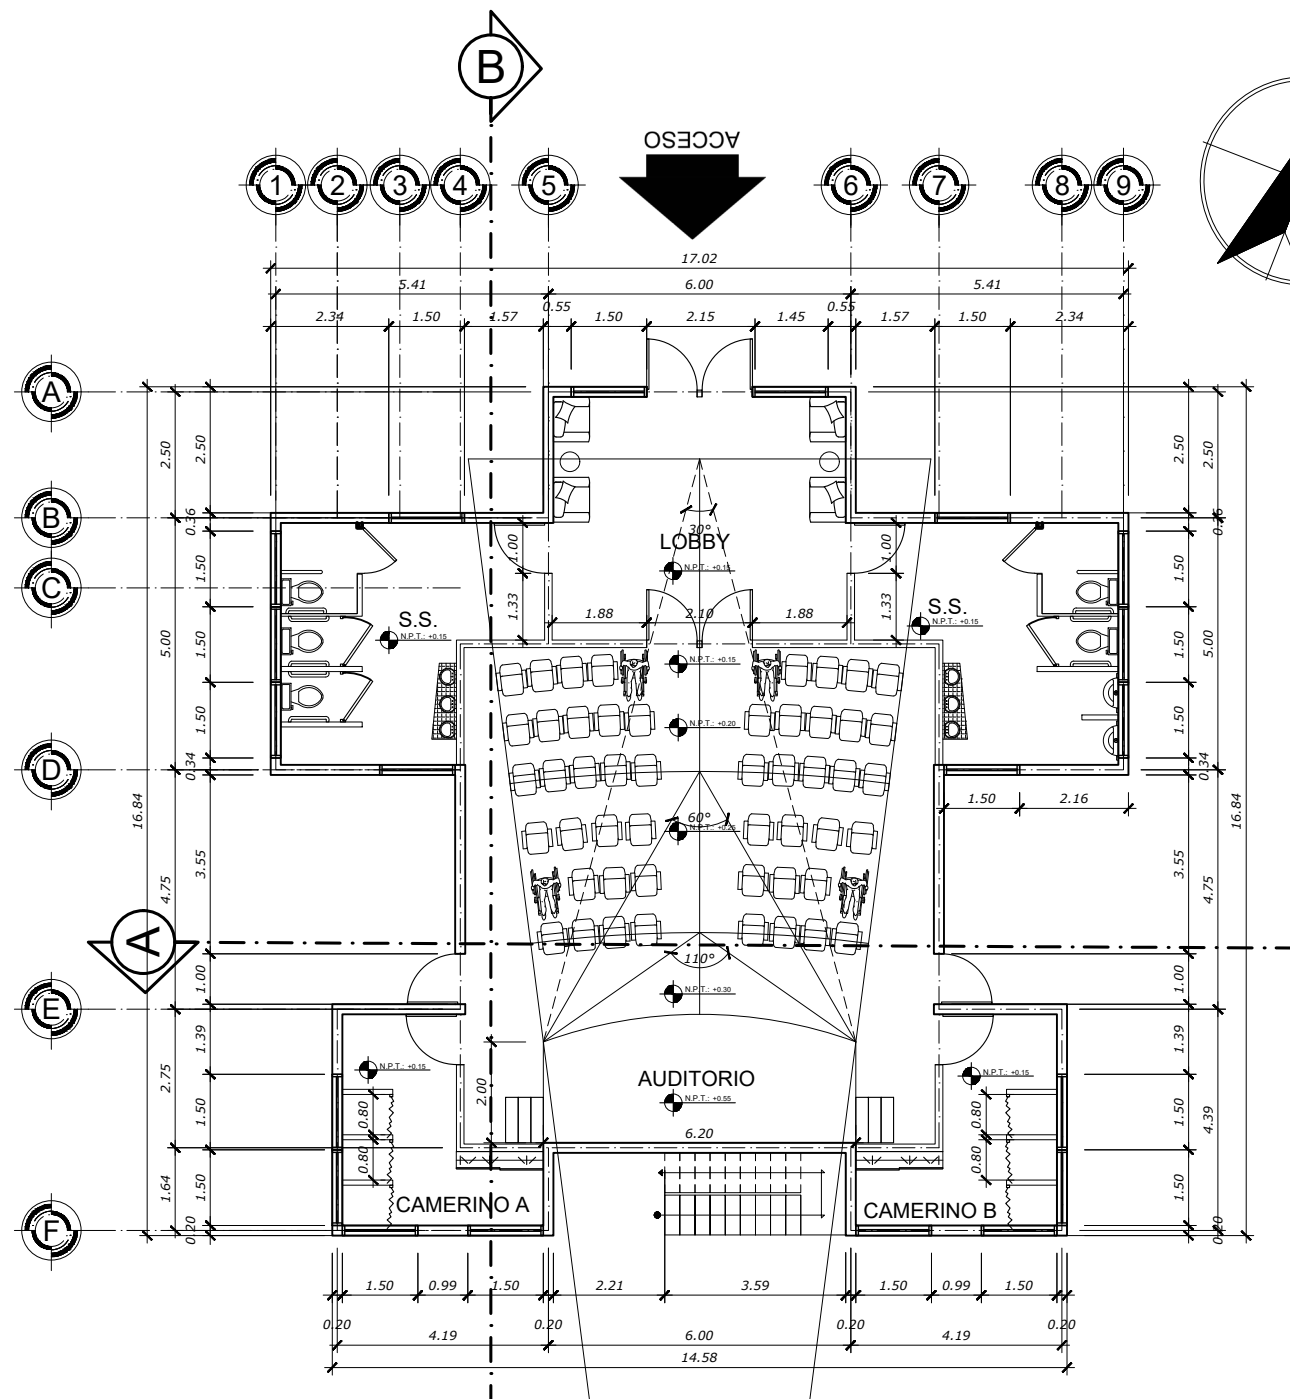 B
ACCESO
1 2 3 4 5 6 7 8 9
17.02
5.41 6.00 5.41
0.55 0.55
2.34 1.50 1.57 1.50 2.15 1.45 1.57 1.50 2.34
A
B
C
D
E
F
A
16.84
2.50
5.00
4.75
2.75
1.64
2.50
0.36
1.50
1.50
1.50
0.34
3.55
1.00
1.39
1.50
1.50
0.20
2.50
0.36
1.50
1.50
1.50
0.34
3.55
1.00
1.39
1.50
1.50
0.20
2.50
5.00
4.75
4.39
16.84
30°
LOBBY
N.P.T.: +0.15
1.00
1.33
1.00
1.33
1.88 2.10 1.88
S.S.
N.P.T.: +0.15
S.S.
N.P.T.: +0.15
N.P.T.: +0.15
N.P.T.: +0.20
60°
N.P.T.: +0.25
1.50 2.16
110°
N.P.T.: +0.30
AUDITORIO
N.P.T.: +0.55
2.00
6.20
N.P.T.: +0.15
0.80
0.80
CAMERINO A
N.P.T.: +0.15
0.80
0.80
CAMERINO B
1.50 0.99 1.50 2.21 3.59 1.50 0.99 1.50
0.20 0.20 0.20 0.20
4.19 6.00 4.19
14.58